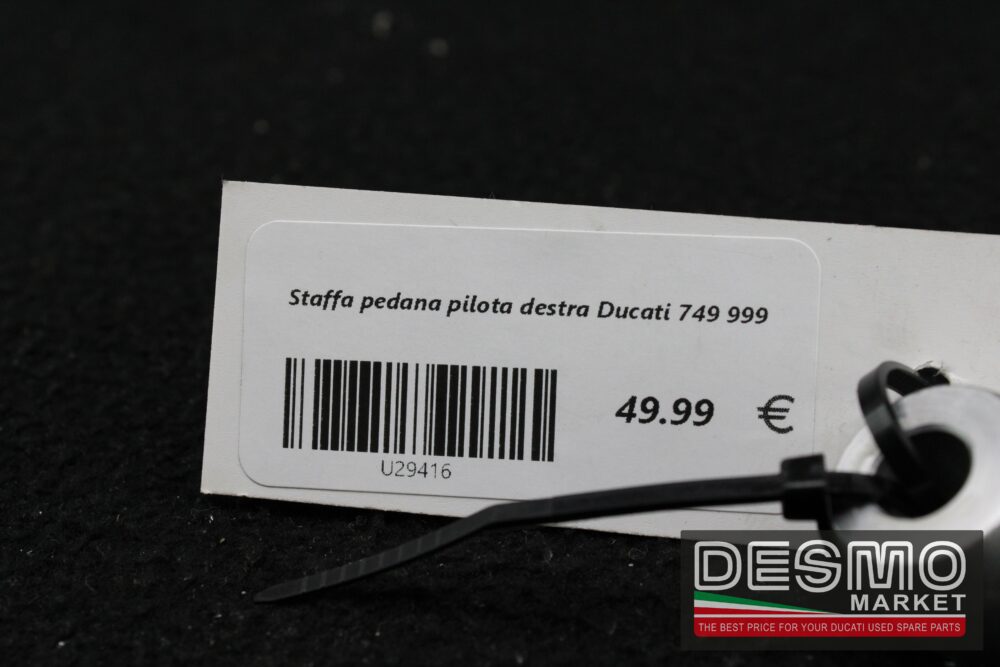 Staffa pedana pilota destra Ducati 749 999
49.99 €
U29416
DESMO
MARKET
THE BEST PRICE FOR YOUR DUCATI USED SPARE PARTS